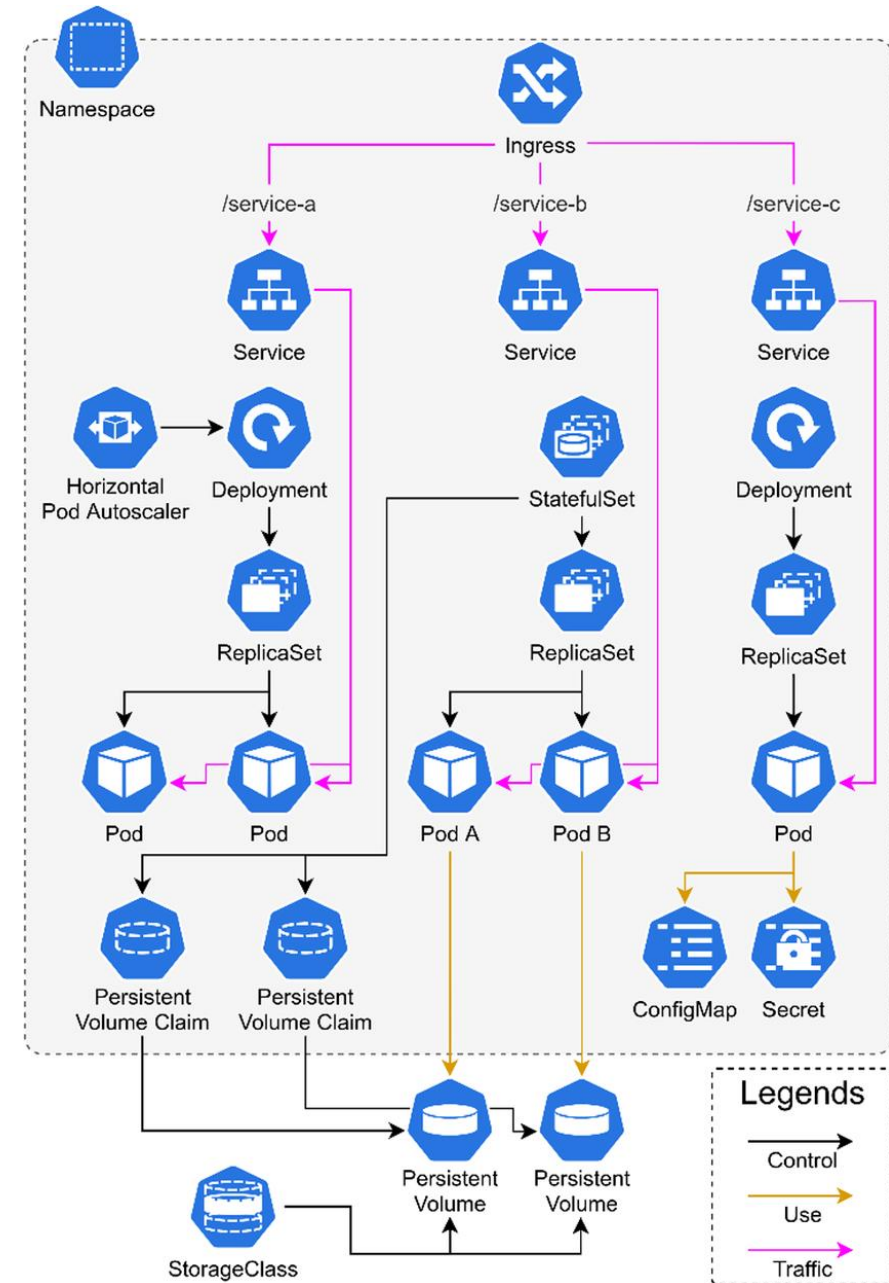 Namespace
Ingress
/service-a
/service-b
/service-c
Service
Service
Service
Horizontal
Pod Autoscaler
Deployment
StatefulSet
Deployment
ReplicaSet
ReplicaSet
ReplicaSet
Pod
Pod
Pod A
Pod B
Pod
Persistent
Volume Claim
Persistent
Volume Claim
ConfigMap
Secret
Persistent
Volume
Persistent
Volume
StorageClass
Legends
Control
Use
Traffic